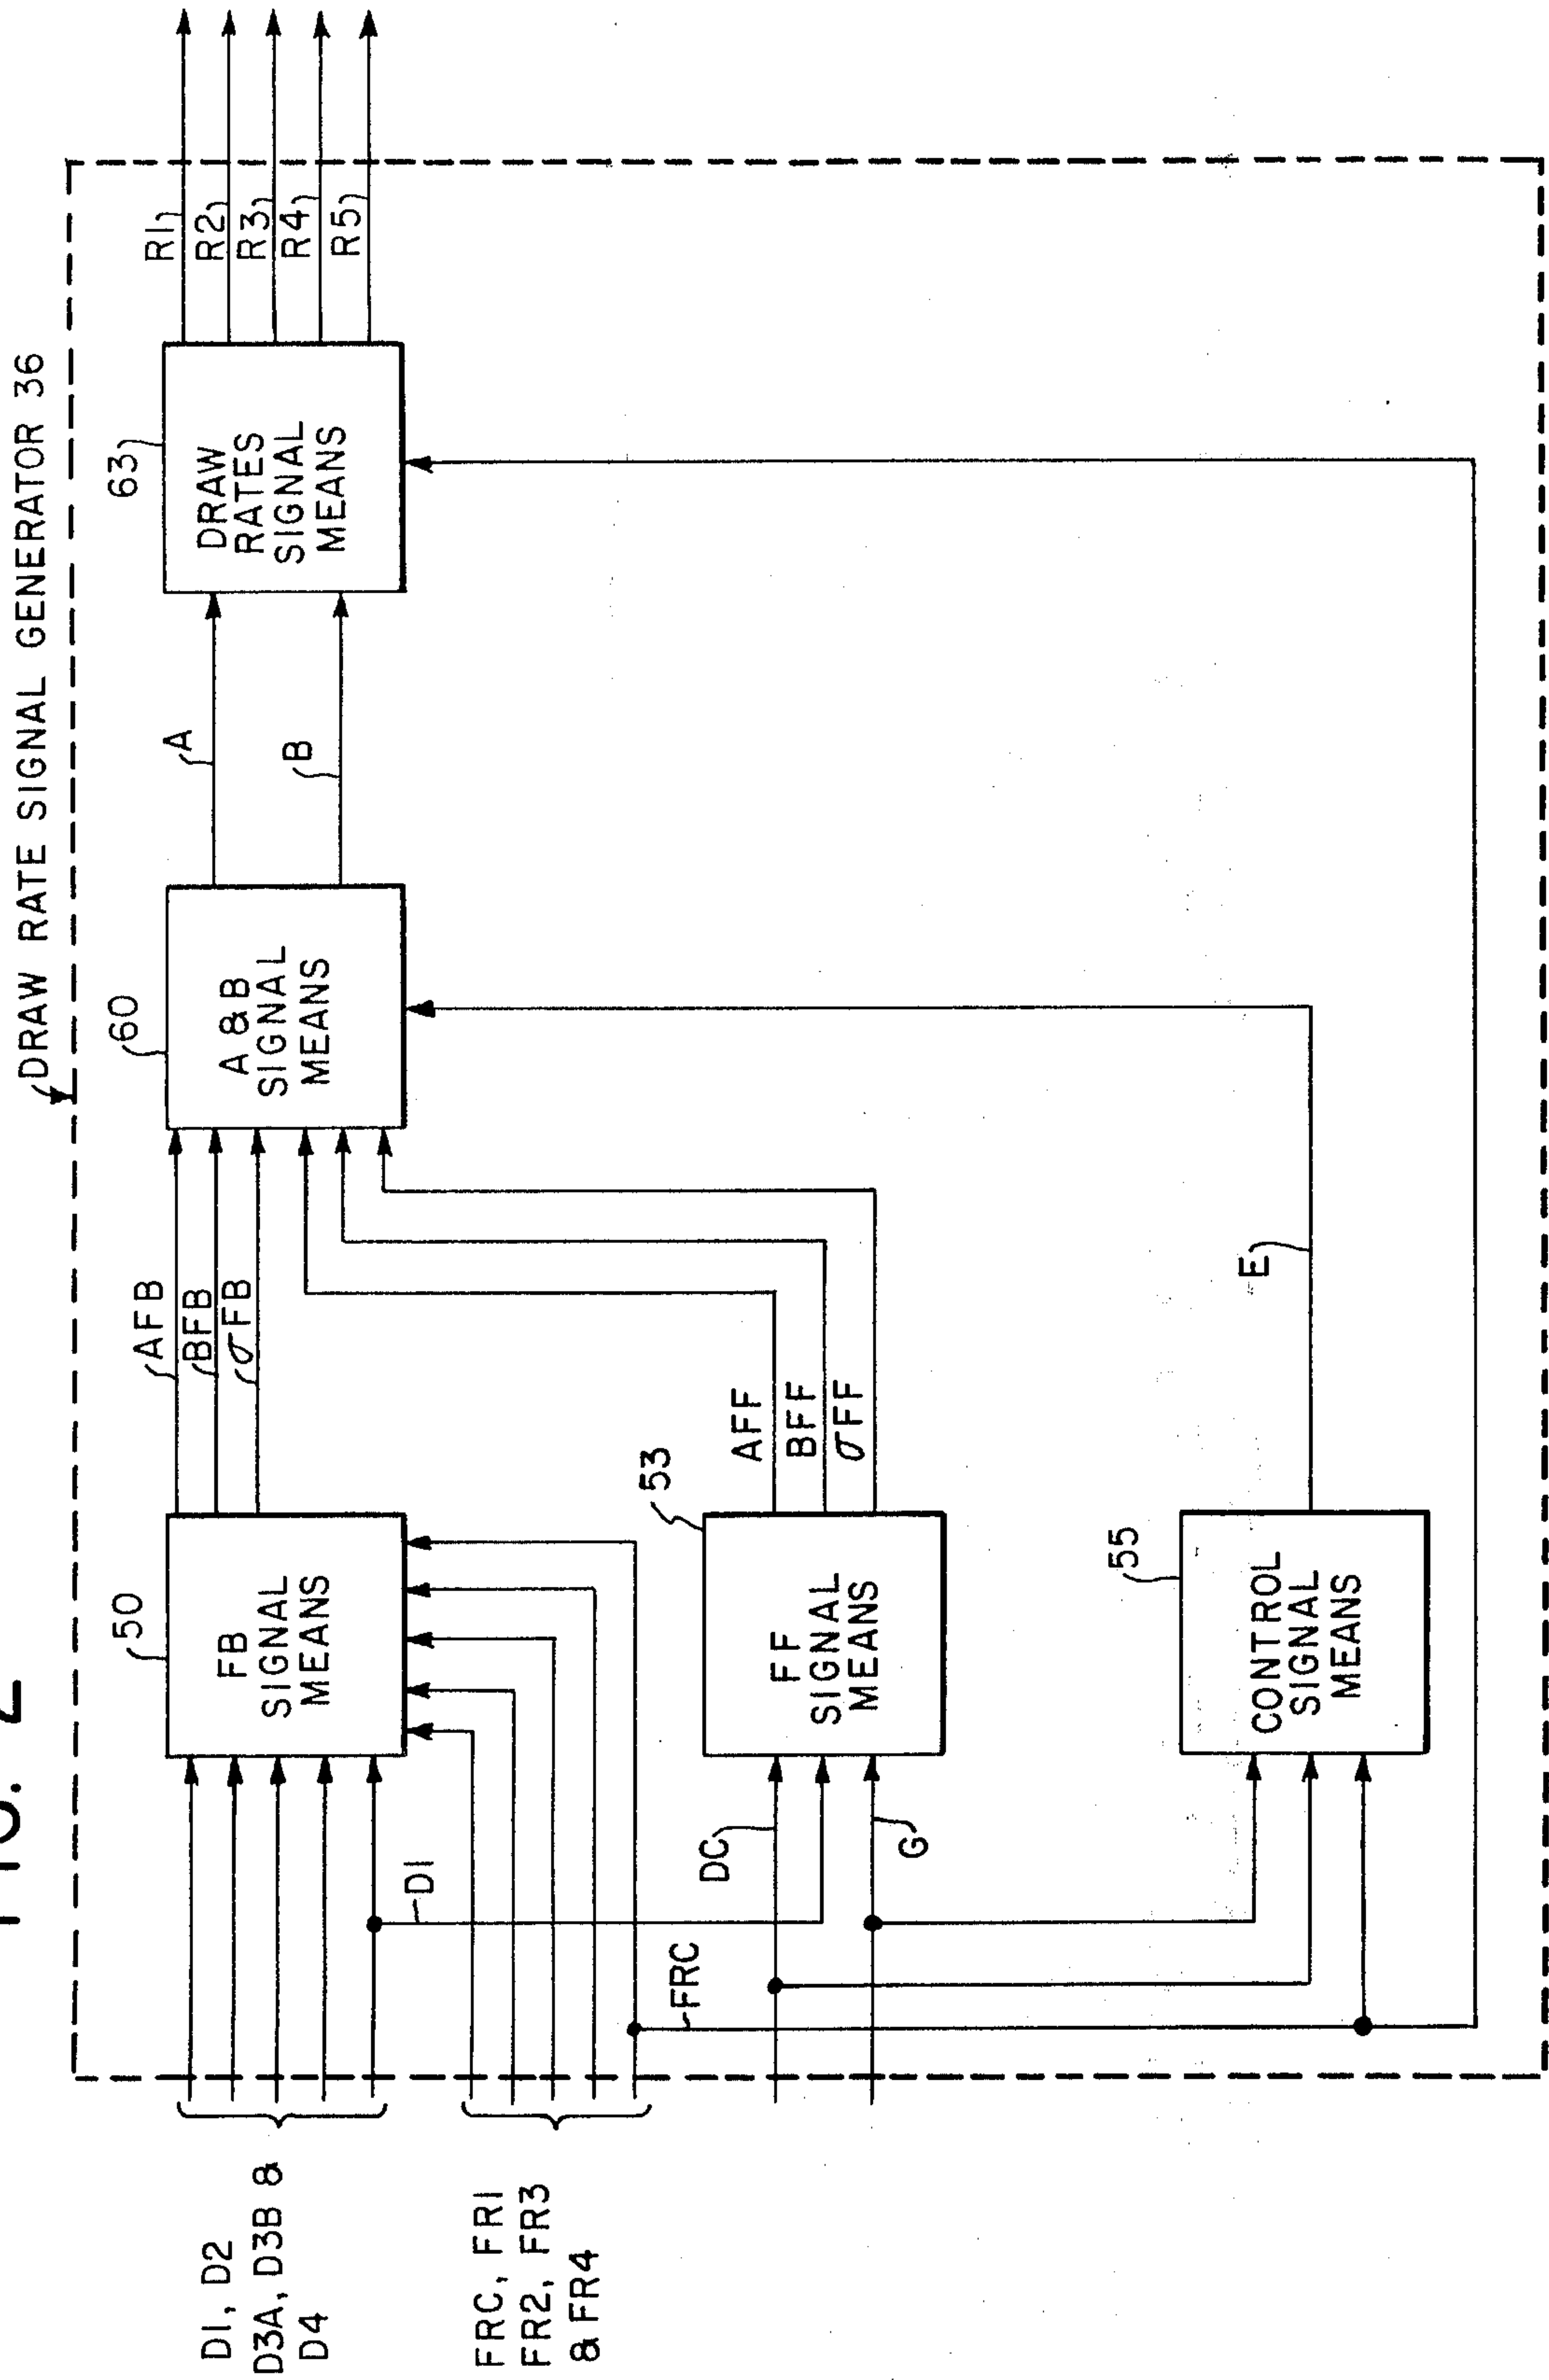 FIG. 2
DRAW RATE SIGNAL GENERATOR 36
D1, D2
D3A, D3B &
D4
FRC, FR1
FR2, FR3
& FR4
50
FB
SIGNAL
MEANS
AFB
BFB
σFB
60
A & B
SIGNAL
MEANS
A
B
63
DRAW
RATES
SIGNAL
MEANS
R1
R2
R3
R4
R5
D1
FRC
DC
G
53
FF
SIGNAL
MEANS
AFF
BFF
σFF
55
CONTROL
SIGNAL
MEANS
E